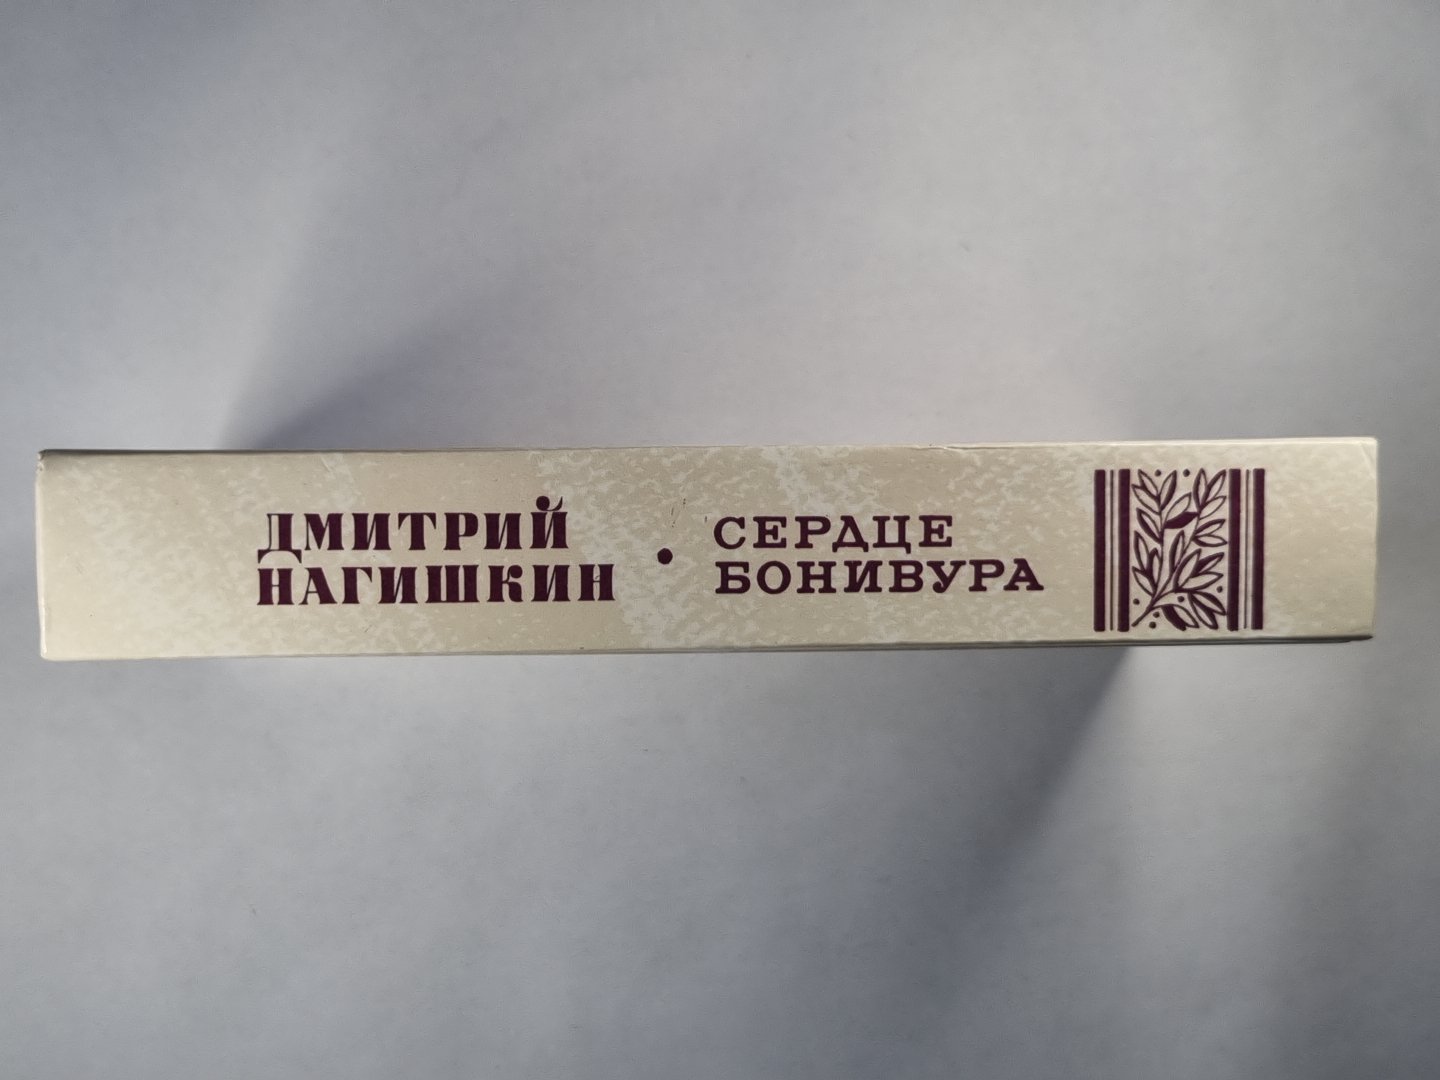 ДМИТРИЙ
НАГИШКИН
•
СЕРДЦЕ
БОНИВУРА